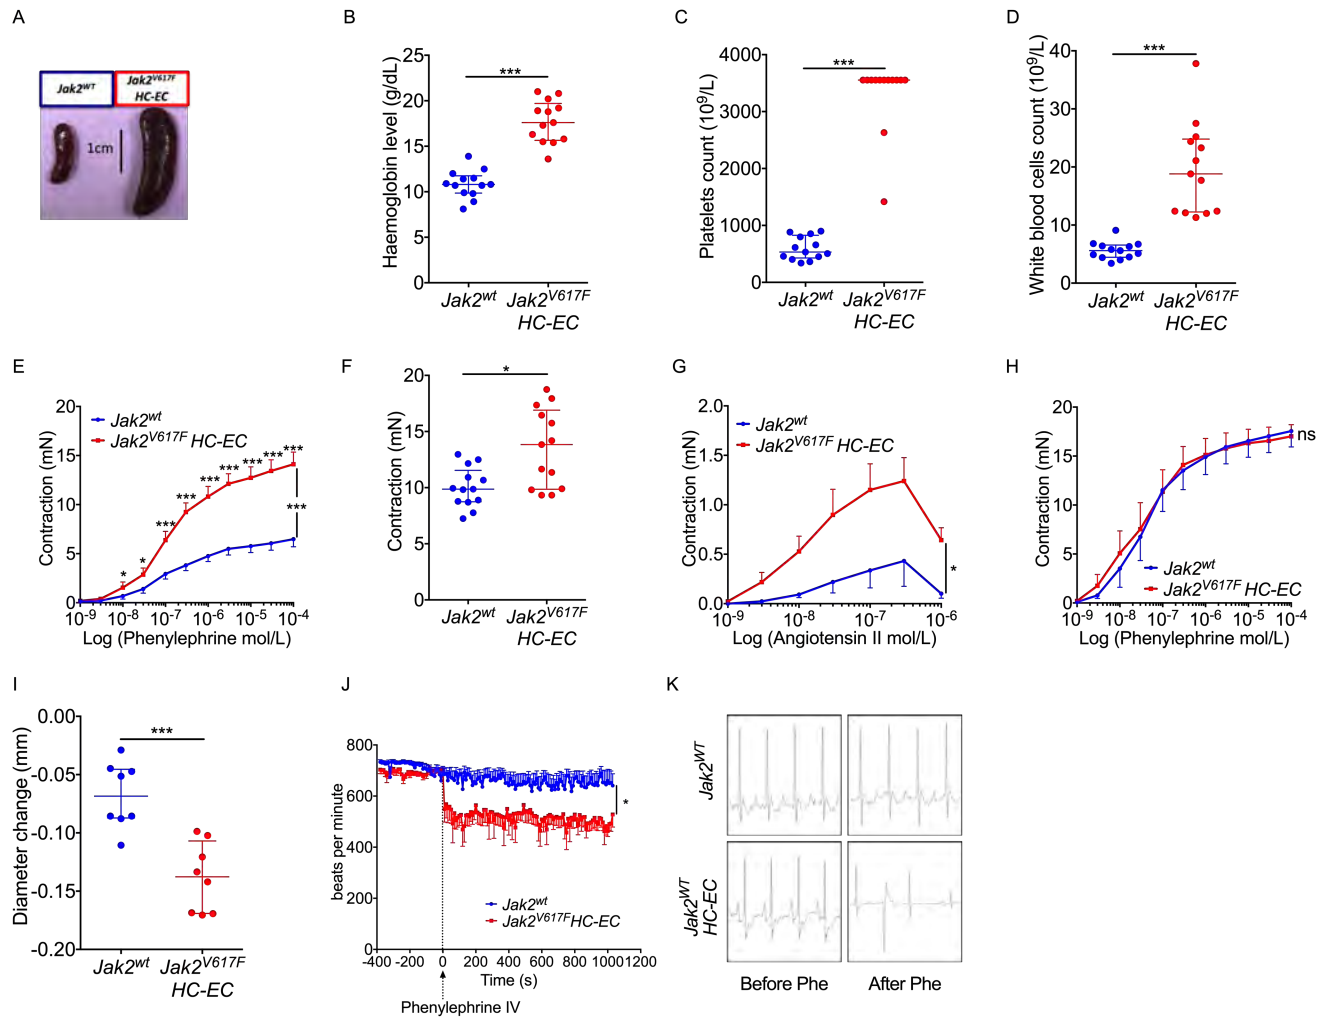 A
Jak2WT
Jak2V617F
HC-EC
1cm
B
Haemoglobin level (g/dL)
25
20
15
10
5
0
***
Jak2wt
Jak2V617F
HC-EC
C
Platelets count (10⁹/L)
4000
3000
2000
1000
0
***
Jak2wt
Jak2V617F
HC-EC
D
White blood cells count (10⁹/L)
40
30
20
10
0
***
Jak2wt
Jak2V617F
HC-EC
E
Contraction (mN)
20
15
10
5
0
Jak2wt
Jak2V617F HC-EC
* * *** *** *** *** *** *** ***
***
10⁻⁹ 10⁻⁸ 10⁻⁷ 10⁻⁶ 10⁻⁵ 10⁻⁴
Log (Phenylephrine mol/L)
F
Contraction (mN)
20
15
10
5
0
*
Jak2wt
Jak2V617F
HC-EC
G
Contraction (mN)
2.0
1.5
1.0
0.5
0.0
Jak2wt
Jak2V617F HC-EC
*
10⁻⁹ 10⁻⁸ 10⁻⁷ 10⁻⁶
Log (Angiotensin II mol/L)
H
Contraction (mN)
20
15
10
5
0
ns
Jak2wt
Jak2V617F HC-EC
10⁻⁹ 10⁻⁸ 10⁻⁷ 10⁻⁶ 10⁻⁵ 10⁻⁴
Log (Phenylephrine mol/L)
I
Diameter change (mm)
0.00
-0.05
-0.10
-0.15
-0.20
***
Jak2wt
Jak2V617F
HC-EC
J
beats per minute
800
600
400
200
0
*
Jak2wt
Jak2V617FHC-EC
-400 -200 0 200 400 600 800 1000 1200
Time (s)
Phenylephrine IV
K
Jak2WT
Jak2WT
HC-EC
Before Phe
After Phe